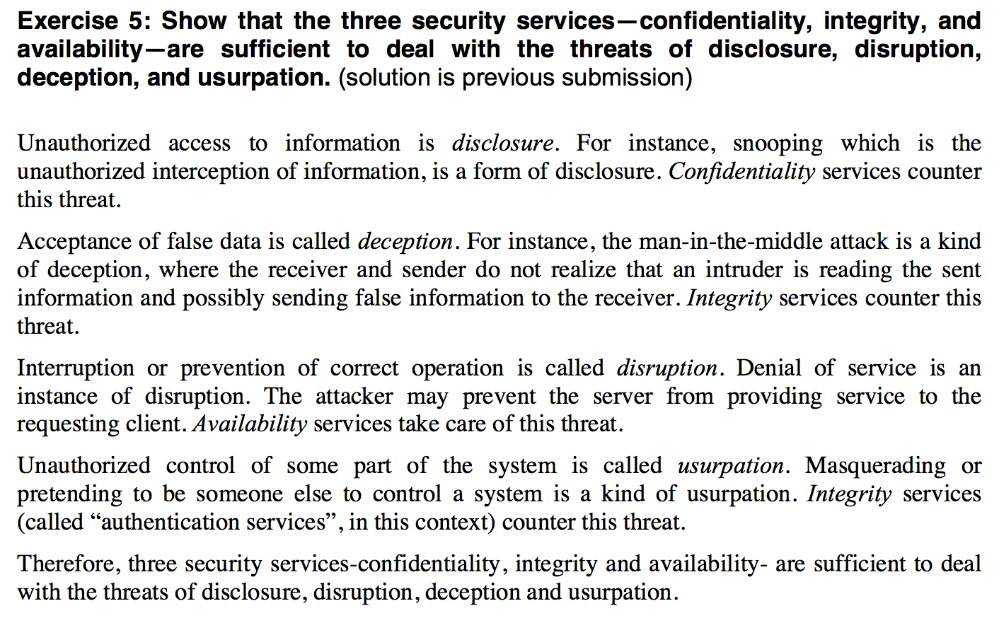 Exercise 5: Show that the three security services—confidentiality, integrity, and
availability—are sufficient to deal with the threats of disclosure, disruption,
deception, and usurpation. (solution is previous submission)
Unauthorized access to information is disclosure. For instance, snooping which is the
unauthorized interception of information, is a form of disclosure. Confidentiality services counter
this threat.
Acceptance of false data is called deception. For instance, the man-in-the-middle attack is a kind
of deception, where the receiver and sender do not realize that an intruder is reading the sent
information and possibly sending false information to the receiver. Integrity services counter this
threat.
Interruption or prevention of correct operation is called disruption. Denial of service is an
instance of disruption. The attacker may prevent the server from providing service to the
requesting client. Availability services take care of this threat.
Unauthorized control of some part of the system is called usurpation. Masquerading or
pretending to be someone else to control a system is a kind of usurpation. Integrity services
(called “authentication services”, in this context) counter this threat.
Therefore, three security services-confidentiality, integrity and availability- are sufficient to deal
with the threats of disclosure, disruption, deception and usurpation.